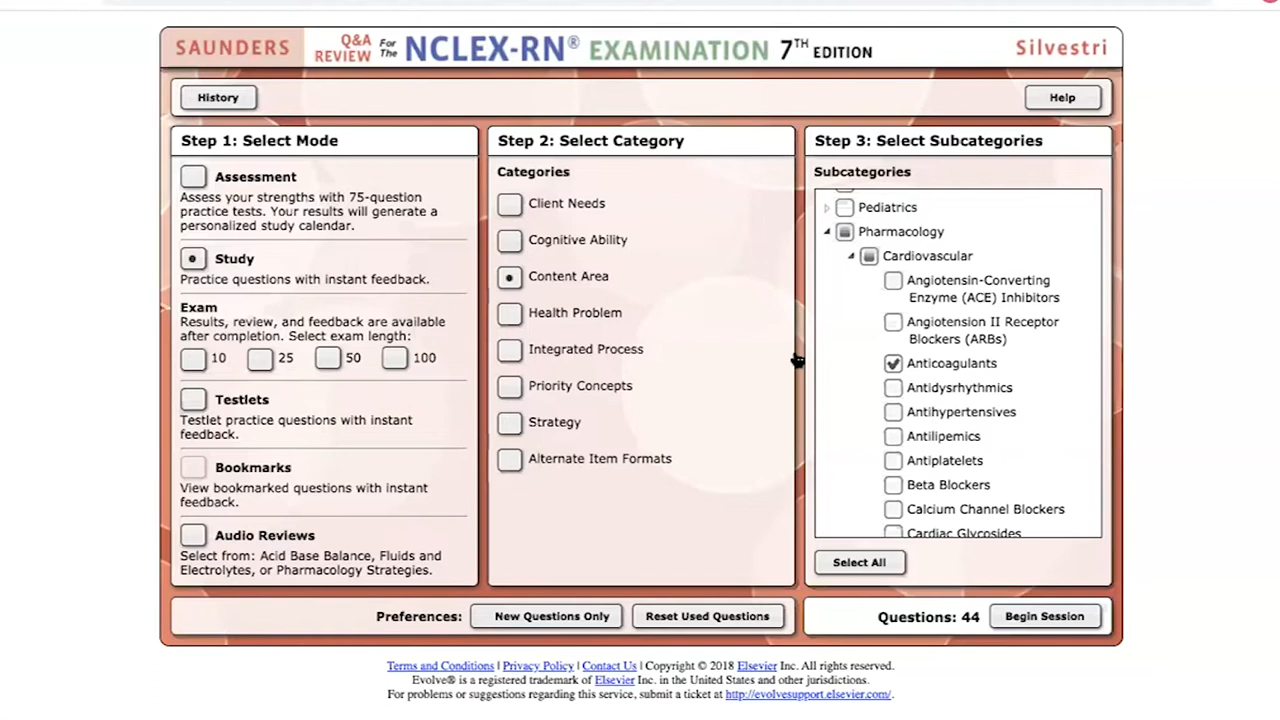 SAUNDERS Q&A REVIEW For The NCLEX-RN® EXAMINATION 7TH EDITION Silvestri
History
Help
Step 1: Select Mode
Assessment
Assess your strengths with 75-question
practice tests. Your results will generate a
personalized study calendar.
Study
Practice questions with instant feedback.
Exam
Results, review, and feedback are available
after completion. Select exam length:
10 25 50 100
Testlets
Testlet practice questions with instant
feedback.
Bookmarks
View bookmarked questions with instant
feedback.
Audio Reviews
Select from: Acid Base Balance, Fluids and
Electrolytes, or Pharmacology Strategies.
Step 2: Select Category
Categories
Client Needs
Cognitive Ability
Content Area
Health Problem
Integrated Process
Priority Concepts
Strategy
Alternate Item Formats
Step 3: Select Subcategories
Subcategories
Pediatrics
Pharmacology
Cardiovascular
Angiotensin-Converting
Enzyme (ACE) Inhibitors
Angiotension II Receptor
Blockers (ARBs)
Anticoagulants
Antidysrhythmics
Antihypertensives
Antilipemics
Antiplatelets
Beta Blockers
Calcium Channel Blockers
Cardiac Glycosides
Select All
Preferences: New Questions Only Reset Used Questions
Questions: 44 Begin Session
Terms and Conditions | Privacy Policy | Contact Us | Copyright © 2018 Elsevier Inc. All rights reserved.
Evolve® is a registered trademark of Elsevier Inc. in the United States and other jurisdictions.
For problems or suggestions regarding this service, submit a ticket at http://evolvesupport.elsevier.com/.